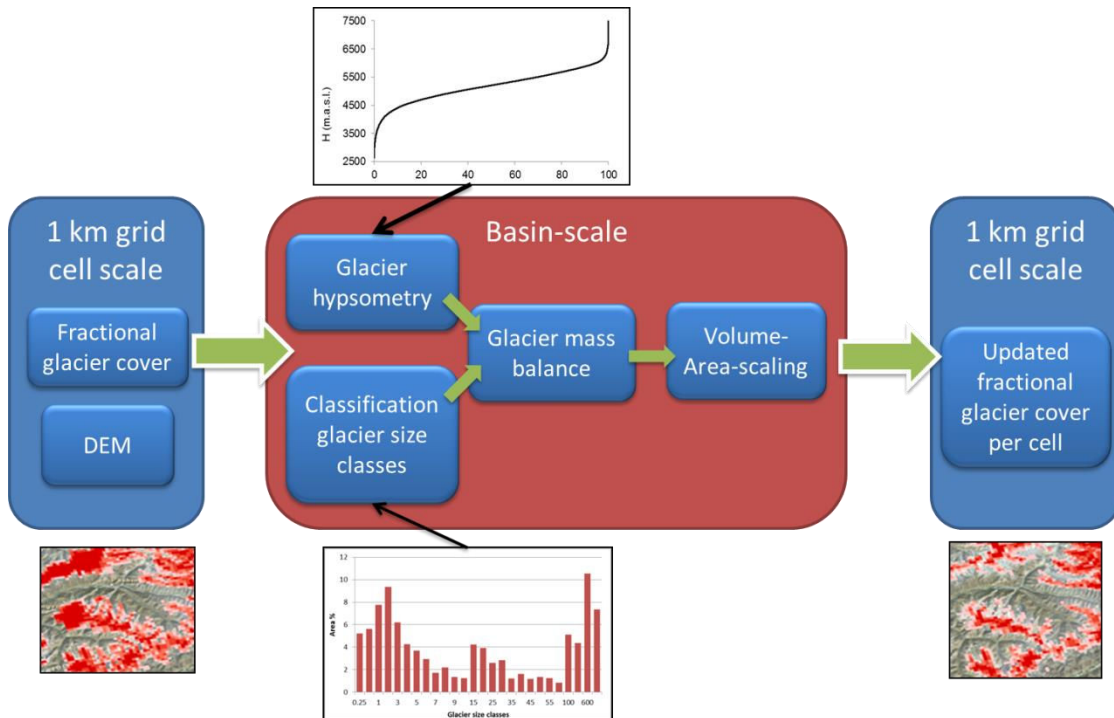 7500
6500
5500
4500
3500
2500
H (m.a.s.l.)
0
20
40
60
80
100
1 km grid
cell scale
Fractional
glacier cover
DEM
Basin-scale
Glacier
hypsometry
Classification
glacier size
classes
Glacier mass
balance
Volume-
Area-scaling
1 km grid
cell scale
Updated
fractional
glacier cover
per cell
12
10
8
6
4
2
0
Area %
0.25
1
3
5
7
9
15
25
35
45
55
100
600
Glacier size classes